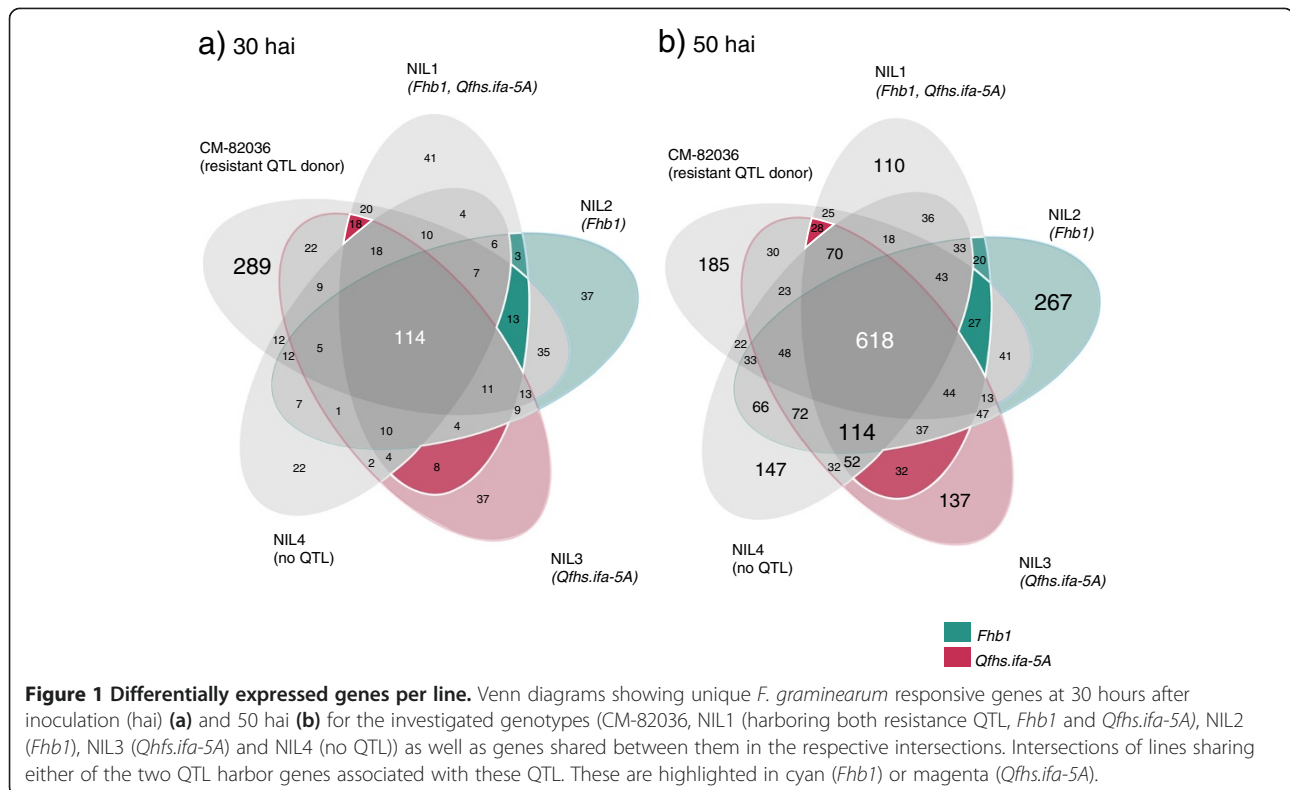 a) 30 hai
NIL1
(Fhb1, Qfhs.ifa-5A)
CM-82036
(resistant QTL donor)
NIL2
(Fhb1)
41
20
18
4
10
6
3
22
18
7
37
289
9
13
114
35
12
12
5
11
13
9
7
1
4
10
4
2
8
22
37
NIL4
(no QTL)
NIL3
(Qfhs.ifa-5A)
b) 50 hai
NIL1
(Fhb1, Qfhs.ifa-5A)
CM-82036
(resistant QTL donor)
NIL2
(Fhb1)
110
25
28
36
18
33
20
30
70
43
185
23
267
27
618
22
33
48
41
44
13
47
66
72
114
37
52
32
32
147
137
NIL4
(no QTL)
NIL3
(Qfhs.ifa-5A)
Fhb1
Qfhs.ifa-5A
Figure 1 Differentially expressed genes per line. Venn diagrams showing unique F. graminearum responsive genes at 30 hours after
inoculation (hai) (a) and 50 hai (b) for the investigated genotypes (CM-82036, NIL1 (harboring both resistance QTL, Fhb1 and Qfhs.ifa-5A), NIL2
(Fhb1), NIL3 (Qhfs.ifa-5A) and NIL4 (no QTL)) as well as genes shared between them in the respective intersections. Intersections of lines sharing
either of the two QTL harbor genes associated with these QTL. These are highlighted in cyan (Fhb1) or magenta (Qfhs.ifa-5A).